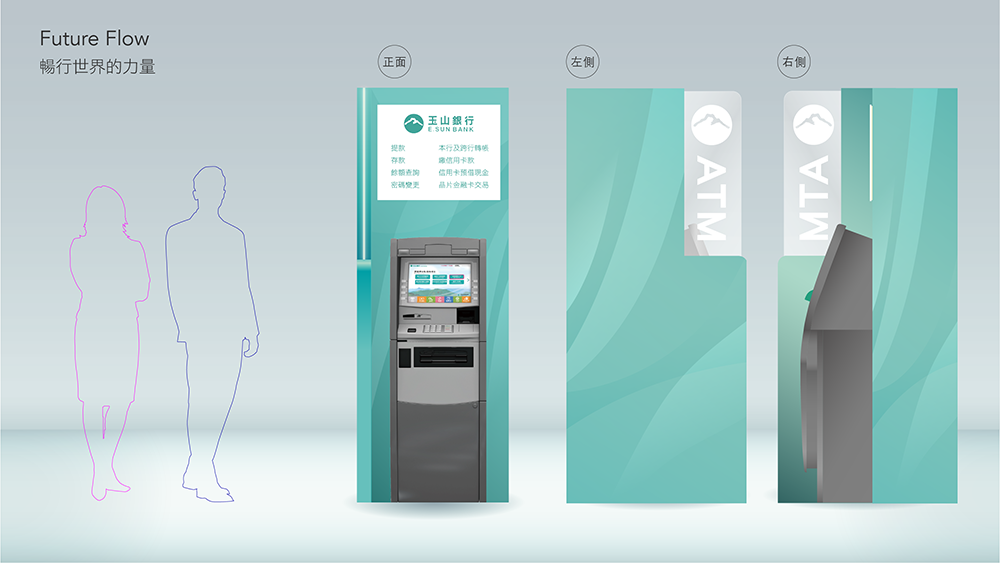 Future Flow
暢行世界的力量
正面
左側
右側
玉山銀行
E.SUN BANK
提款 本行及跨行轉帳
存款 繳信用卡款
餘額查詢 信用卡預借現金
密碼變更 晶片金融卡交易
ATM
ATM